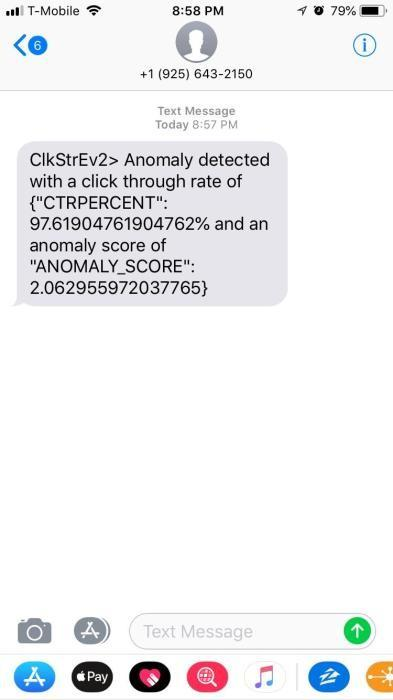 T-Mobile 8:58 PM 79%
6
+1 (925) 643-2150
Text Message
Today 8:57 PM
ClkStrEv2> Anomaly detected
with a click through rate of
{"CTRPERCENT":
97.61904761904762% and an
anomaly score of
"ANOMALY_SCORE":
2.062955972037765}
Text Message
Pay